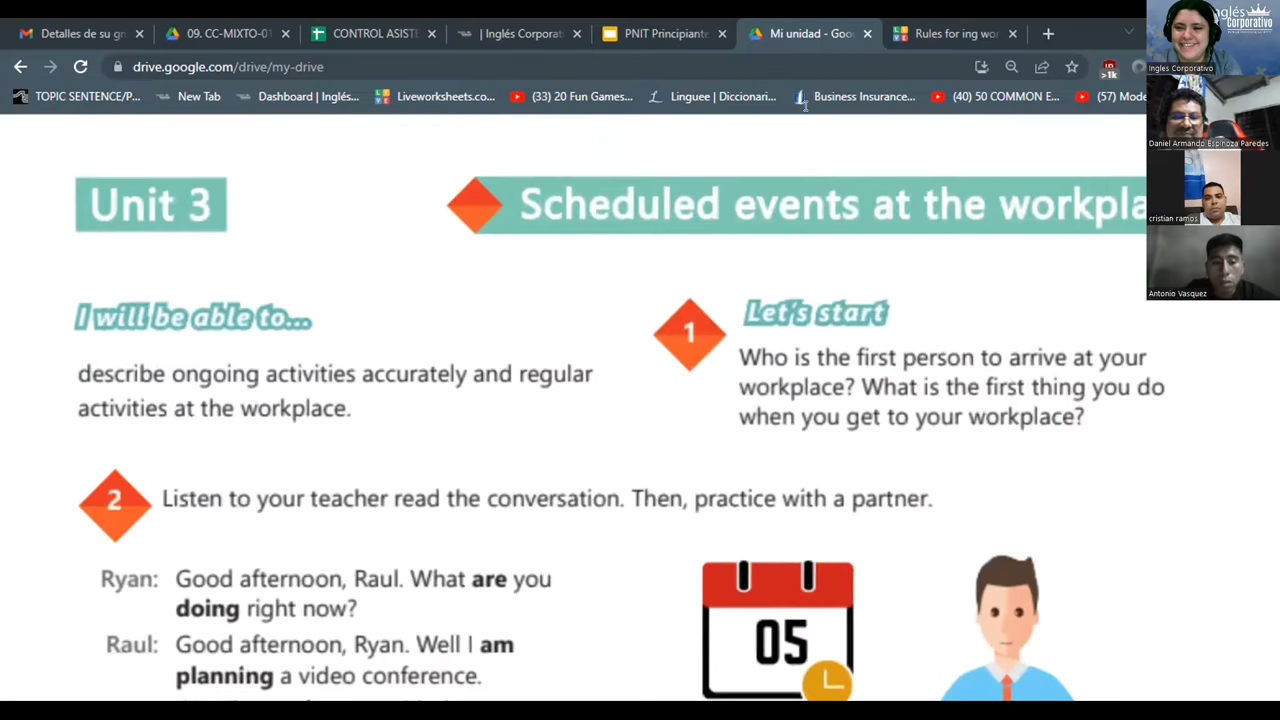 Detalles de su gn
09. CC-MIXTO-01
CONTROL ASISTE
Inglés Corporat
PNIT Principiante
Mi unidad - Goo
Rules for ing wor
drive.google.com/drive/my-drive
>1k
TOPIC SENTENCE/P...
New Tab
Dashboard | Inglés...
Liveworksheets.co...
(33) 20 Fun Games...
Linguee | Diccionari...
Business Insurance...
(40) 50 COMMON E...
(57) Mode
Inglés
Corporativo
Ingles Corporativo
Daniel Armando Espinoza Paredes
cristian ramos
Antonio Vasquez
Unit 3
Scheduled events at the workpla
I will be able to...
describe ongoing activities accurately and regular
activities at the workplace.
1
Let's start
Who is the first person to arrive at your
workplace? What is the first thing you do
when you get to your workplace?
2
Listen to your teacher read the conversation. Then, practice with a partner.
Ryan: Good afternoon, Raul. What are you
doing right now?
Raul: Good afternoon, Ryan. Well I am
planning a video conference.
05